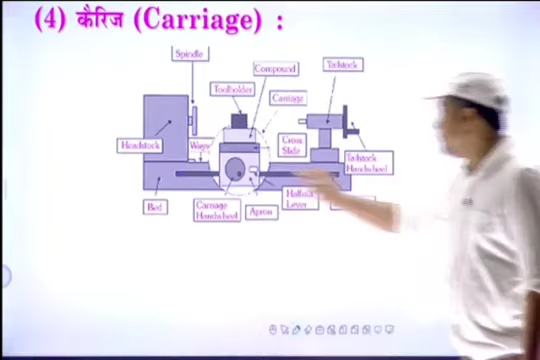 (4) कैरिज (Carriage) :
Spindle
Compound
Tailstock
Toolholder
Carriage
Headstock
Ways
Cross
Slide
Tailstock
Handwheel
Bed
Carriage
Handwheel
Apron
Halfnut
Lever